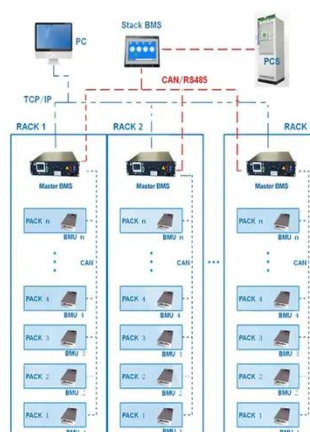 Stack BMS
PC
PCS
CAN/RS485
TCP/IP
RACK 1
RACK 2
RACK
Master BMS
Master BMS
Master BMS
PACK n
BMU n
PACK n
BMU n
PACK n
BMU n
CAN
CAN
CAN
PACK 4
BMU 4
PACK 4
BMU 4
PACK 4
BMU 4
PACK 3
BMU 3
PACK 3
BMU 3
PACK 3
BMU 3
PACK 2
BMU 2
PACK 2
BMU 2
PACK 2
BMU 2
PACK 1
PACK 1
PACK 1